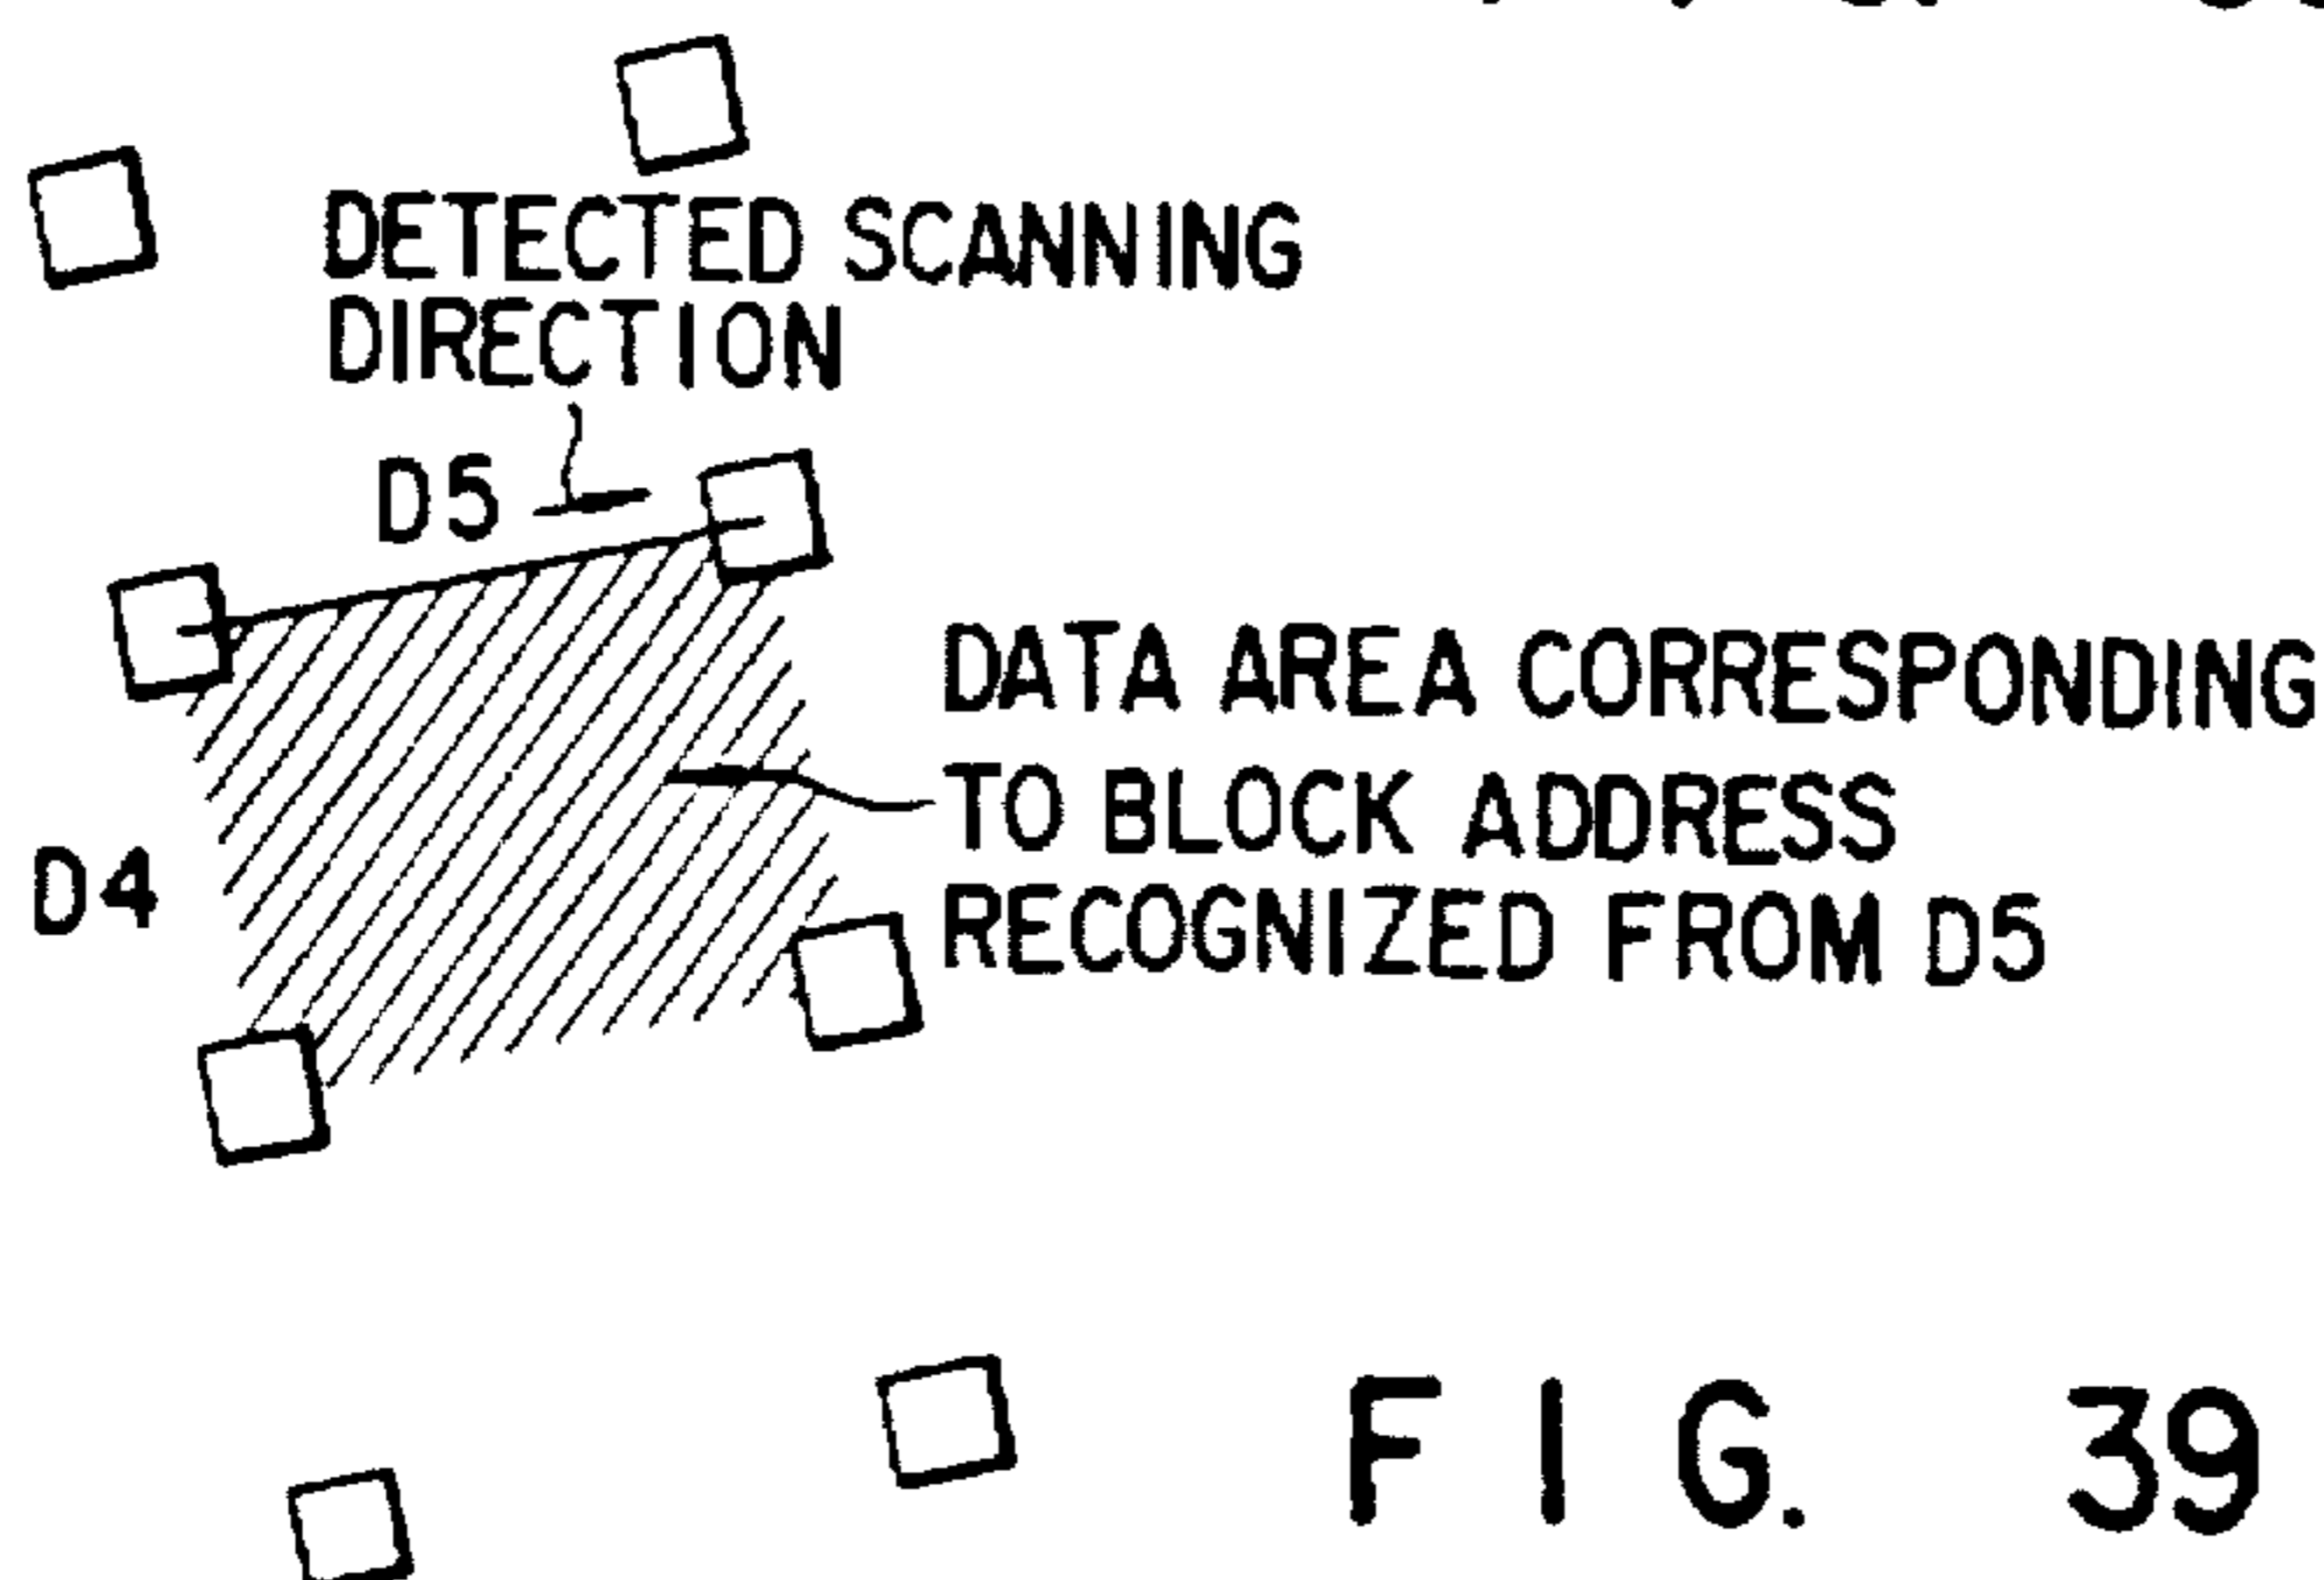 DETECTED SCANNING
DIRECTION
D5
DATA AREA CORRESPONDING
TO BLOCK ADDRESS
D4
RECOGNIZED FROM D5
FIG. 39